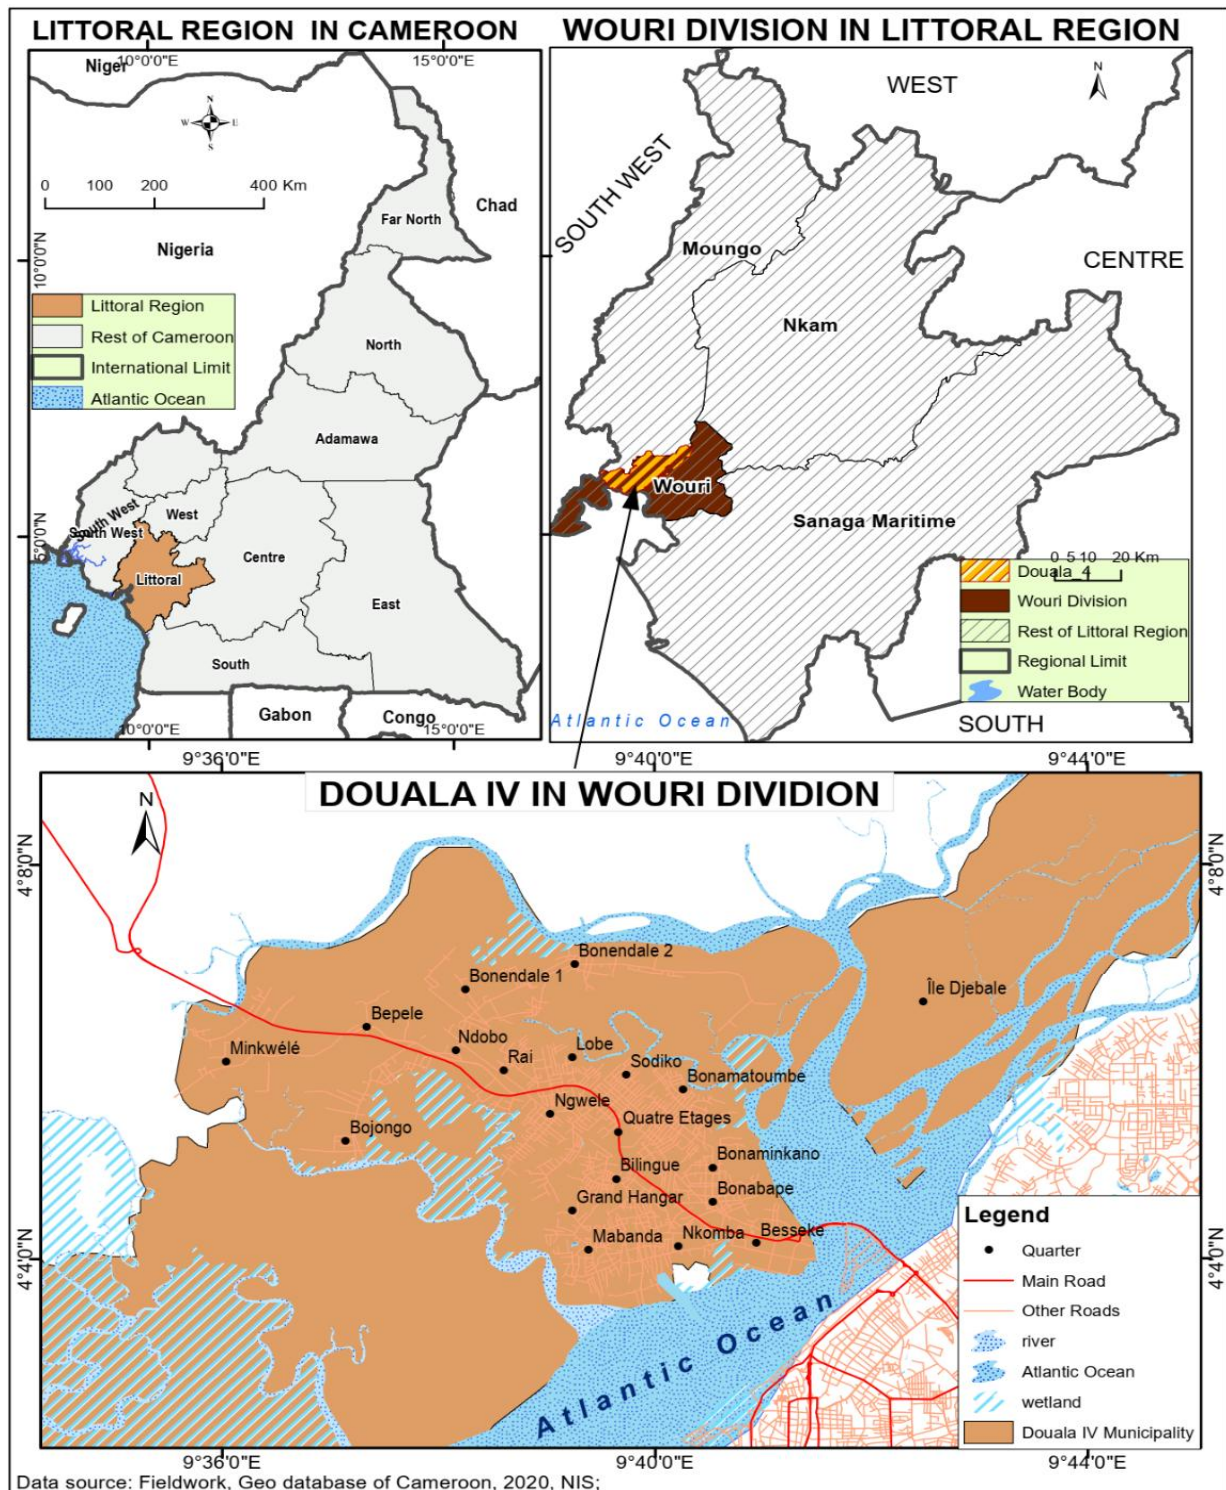 LITTORAL REGION IN CAMEROON
WOURI DIVISION IN LITTORAL REGION
10°0'0"E
15°0'0"E
Niger
N
W E
S
0 100 200 400 Km
Chad
Far North
Nigeria
10°0'0"N
Littoral Region
Rest of Cameroon
International Limit
Atlantic Ocean
North
Adamawa
South West
South West
West
5°0'0"N
Centre
Littoral
East
South
Gabon
Congo
10°0'0"E
15°0'0"E
N
WEST
SOUTH WEST
Moungo
CENTRE
Nkam
Wouri
Sanaga Maritime
0 5 10 20 Km
Douala_4
Wouri Division
Rest of Littoral Region
Regional Limit
Water Body
Atlantic Ocean
SOUTH
9°36'0"E
9°40'0"E
9°44'0"E
DOUALA IV IN WOURI DIVIDION
N
4°8'0"N
4°8'0"N
Bonendale 2
Bonendale 1
Île Djebale
Bepele
Ndobo
Lobe
Minkwélé
Rai
Sodiko
Bonamatoumbe
Ngwele
Quatre Etages
Bojongo
Bonaminkano
Bilingue
Bonabape
Grand Hangar
Besseke
Nkomba
Mabanda
4°4'0"N
4°4'0"N
Atlantic Ocean
Legend
Quarter
Main Road
Other Roads
river
Atlantic Ocean
wetland
Douala IV Municipality
9°36'0"E
9°40'0"E
9°44'0"E
Data source: Fieldwork, Geo database of Cameroon, 2020, NIS;